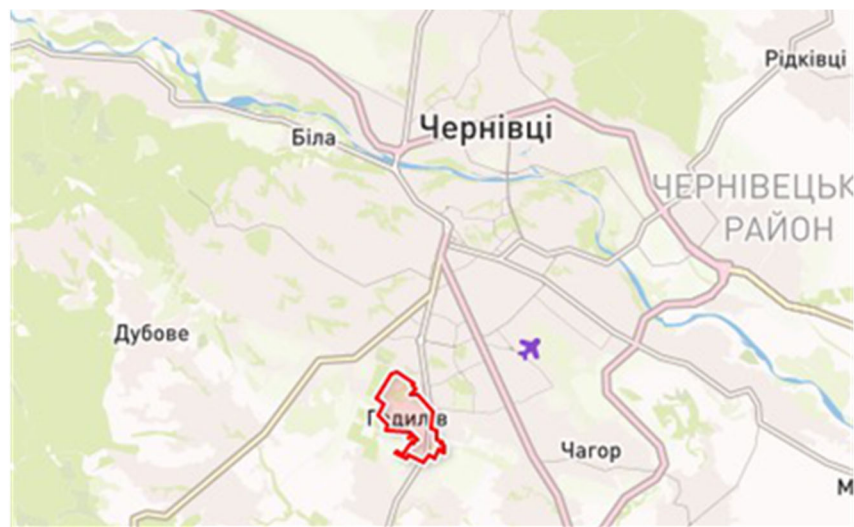 Рідківці
Чернівці
Біла
ЧЕРНІВЕЦЬК
РАЙОН
Дубове
Чагор
М